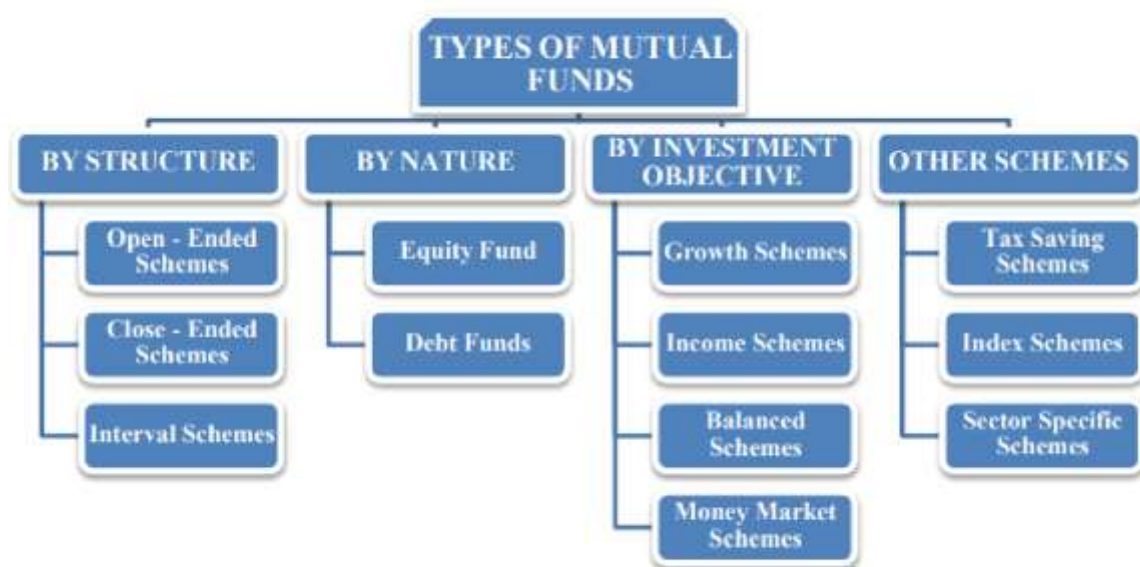 TYPES OF MUTUAL
FUNDS
BY STRUCTURE
Open - Ended
Schemes
Close - Ended
Schemes
Interval Schemes
BY NATURE
Equity Fund
Debt Funds
BY INVESTMENT
OBJECTIVE
Growth Schemes
Income Schemes
Balanced
Schemes
Money Market
Schemes
OTHER SCHEMES
Tax Saving
Schemes
Index Schemes
Sector Specific
Schemes